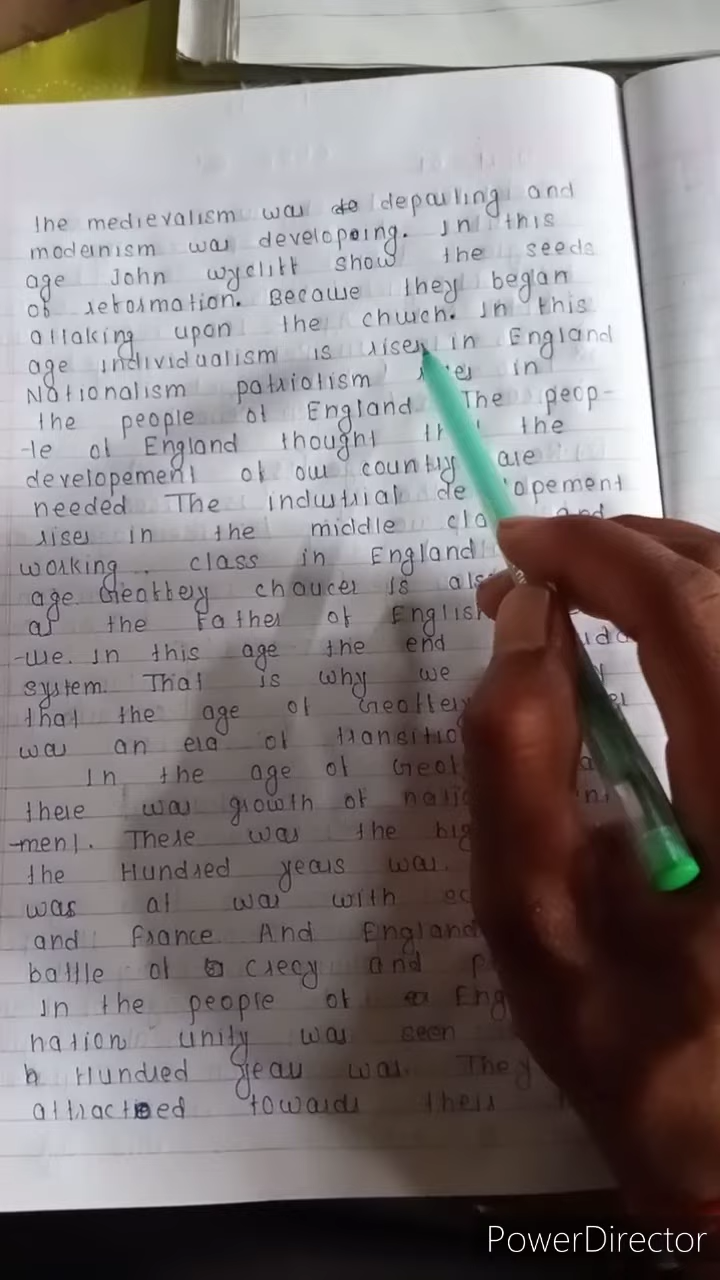 The medievalism was departing and
modernism was developing. In this
age John wycliff show the seeds
of reformation. Because they began
attaking upon the church. In this
age individualism is rises in England
Nationalism patriotism in
the people of England The peop-
-le of England thought the
developement of our country are
needed The industrial
rises in the middle and
working class in England
age Geoffrey chaucer is
as the Father of English
-ure. In this age the end
system. That is why we
that the age of Geoffrey
was an era of
In the age of
there was growth of
-ment. There was the
the Hundred years war.
was at war with
and France And England
battle of crecy and
In the people of
nation unity was seen
Hundred years war. They
attracted towards their
PowerDirector